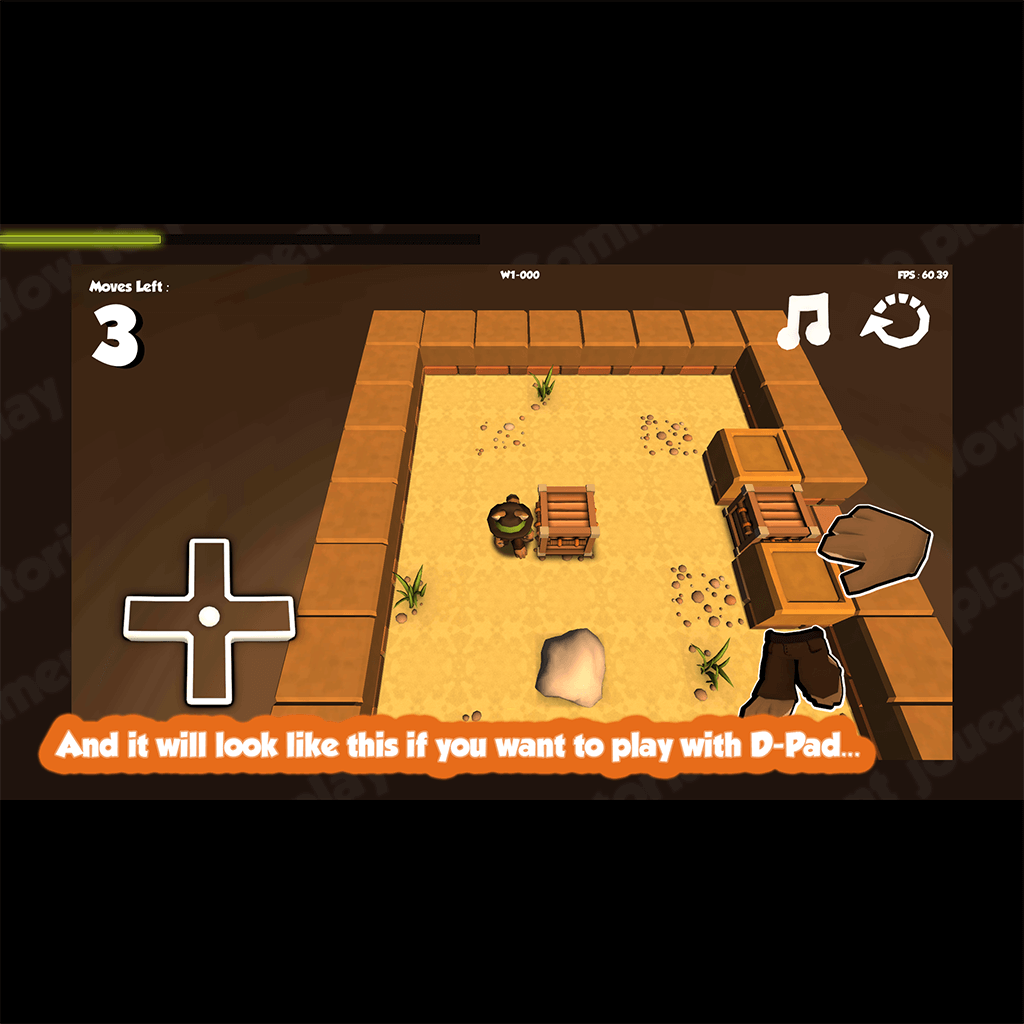 W1-000
FPS : 60.39
Moves Left :
3
And it will look like this if you want to play with D-Pad...